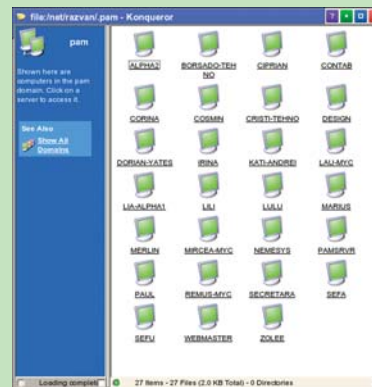 file:/net/razvan/.pam - Konqueror
pam
Shown here are
computers in the pam
domain. Click on a
server to access it.
See Also
Show All
Domains
ALPHA2 BORSADO-TEH CIPRIAN CONTAB
NO
CORINA COSMIN CRISTI-TEHNO DESIGN
DORIAN-YATES IRINA KATI-ANDREI LAU-MYC
LIA-ALPHA1 LILI LULU MARIUS
MERLIN MIRCEA-MYC NEMESYS PAMSRVR
PAUL REMUS-MYC SECRETARA SEFA
SEFU WEBMASTER ZOLEE
Loading complete
27 Items - 27 Files (2.0 KB Total) - 0 Directories